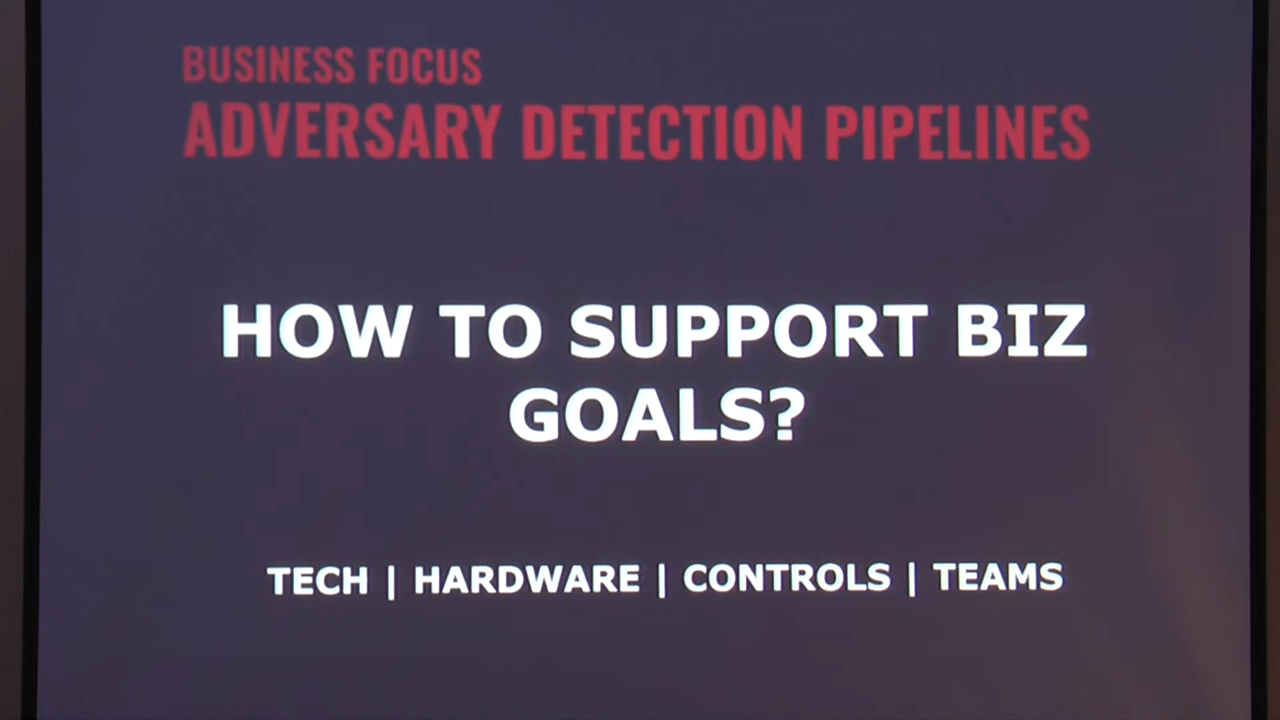 BUSINESS FOCUS
ADVERSARY DETECTION PIPELINES
HOW TO SUPPORT BIZ
GOALS?
TECH | HARDWARE | CONTROLS | TEAMS